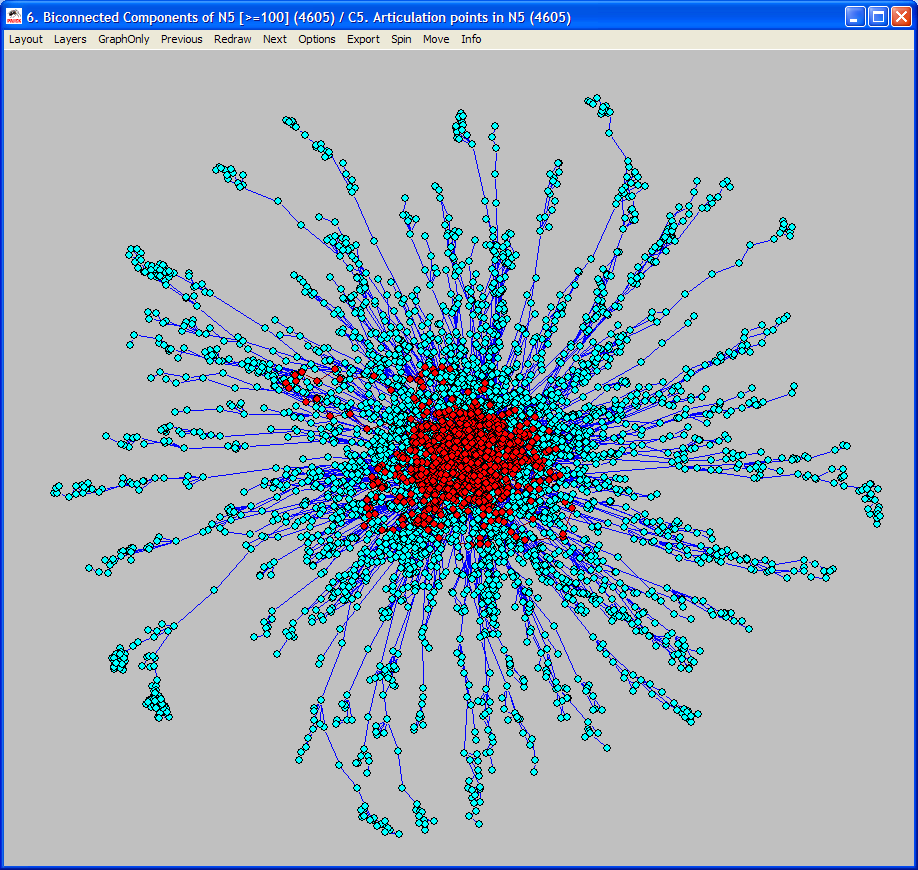 6. Biconnected Components of N5 [>=100] (4605) / C5. Articulation points in N5 (4605)
Layout Layers GraphOnly Previous Redraw Next Options Export Spin Move Info